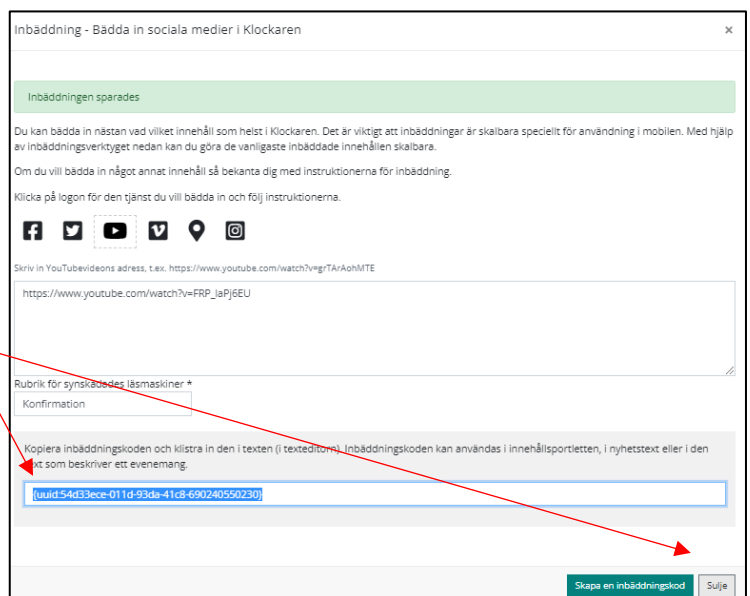 Inbäddning - Bädda in sociala medier i Klockaren ×
Inbäddningen sparades
Du kan bädda in nästan vad vilket innehåll som helst i Klockaren. Det är viktigt att inbäddningar är skalbara speciellt för användning i mobilen. Med hjälp
av inbäddningsverktyget nedan kan du göra de vanligaste inbäddade innehållen skalbara.
Om du vill bädda in något annat innehåll så bekanta dig med instruktionerna för inbäddning.
Klicka på logon för den tjänst du vill bädda in och följ instruktionerna.
Skriv in YouTubevideons adress, t.ex. https://www.youtube.com/watch?v=grTArAohMTE
https://www.youtube.com/watch?v=FRP_laPj6EU
Rubrik för synskadades läsmaskiner *
Konfirmation
Kopiera inbäddningskoden och klistra in den i texten (i texteditorn). Inbäddningskoden kan användas i innehållsportletten, i nyhetstext eller i den
text som beskriver ett evenemang.
{uuid:54d33ece-011d-93da-41c8-690240550230}
Skapa en inbäddningskod Sulje